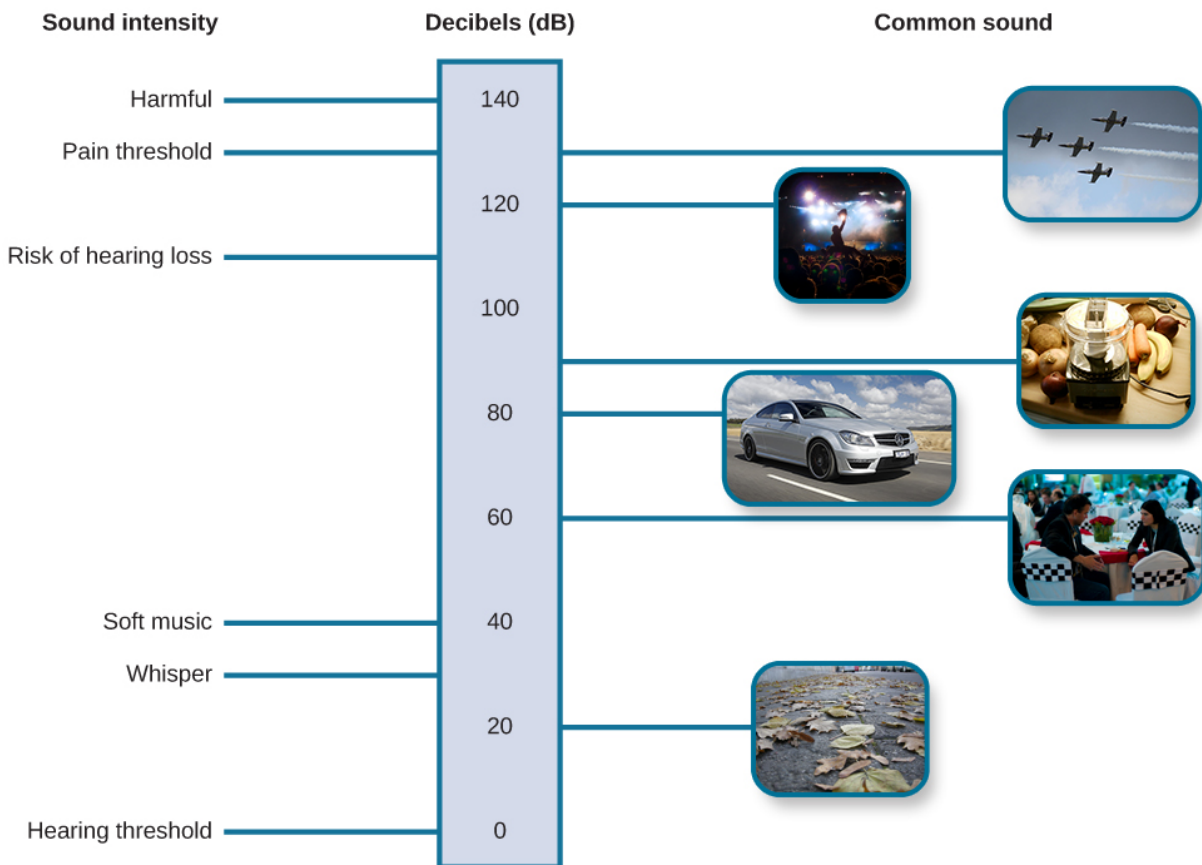 Sound intensity
Decibels (dB)
Common sound
Harmful
140
Pain threshold
120
Risk of hearing loss
100
80
60
Soft music
40
Whisper
20
Hearing threshold
0